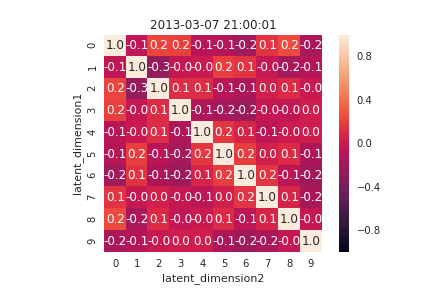 2013-03-07 21:00:01
latent_dimension1
0 1.0 -0.1 0.2 0.2 -0.1 -0.1 -0.2 0.1 0.2 -0.2
1 -0.1 1.0 -0.3 -0.0 -0.0 0.2 0.1 -0.0 -0.2 -0.1
2 0.2 -0.3 1.0 0.1 0.1 -0.1 -0.1 0.0 0.1 -0.0
3 0.2 -0.0 0.1 1.0 -0.1 -0.2 -0.2 -0.0 -0.0 0.0
4 -0.1 -0.0 0.1 -0.1 1.0 0.2 0.1 -0.1 -0.0 0.0
5 -0.1 0.2 -0.1 -0.2 0.2 1.0 0.2 0.0 0.1 -0.1
6 -0.2 0.1 -0.1 -0.2 0.1 0.2 1.0 0.2 -0.1 -0.2
7 0.1 -0.0 0.0 -0.0 -0.1 0.0 0.2 1.0 0.1 -0.2
8 0.2 -0.2 0.1 -0.0 -0.0 0.1 -0.1 0.1 1.0 -0.0
9 -0.2 -0.1 -0.0 0.0 0.0 -0.1 -0.2 -0.2 -0.0 1.0
0 1 2 3 4 5 6 7 8 9
latent_dimension2
0.8
0.4
0.0
-0.4
-0.8